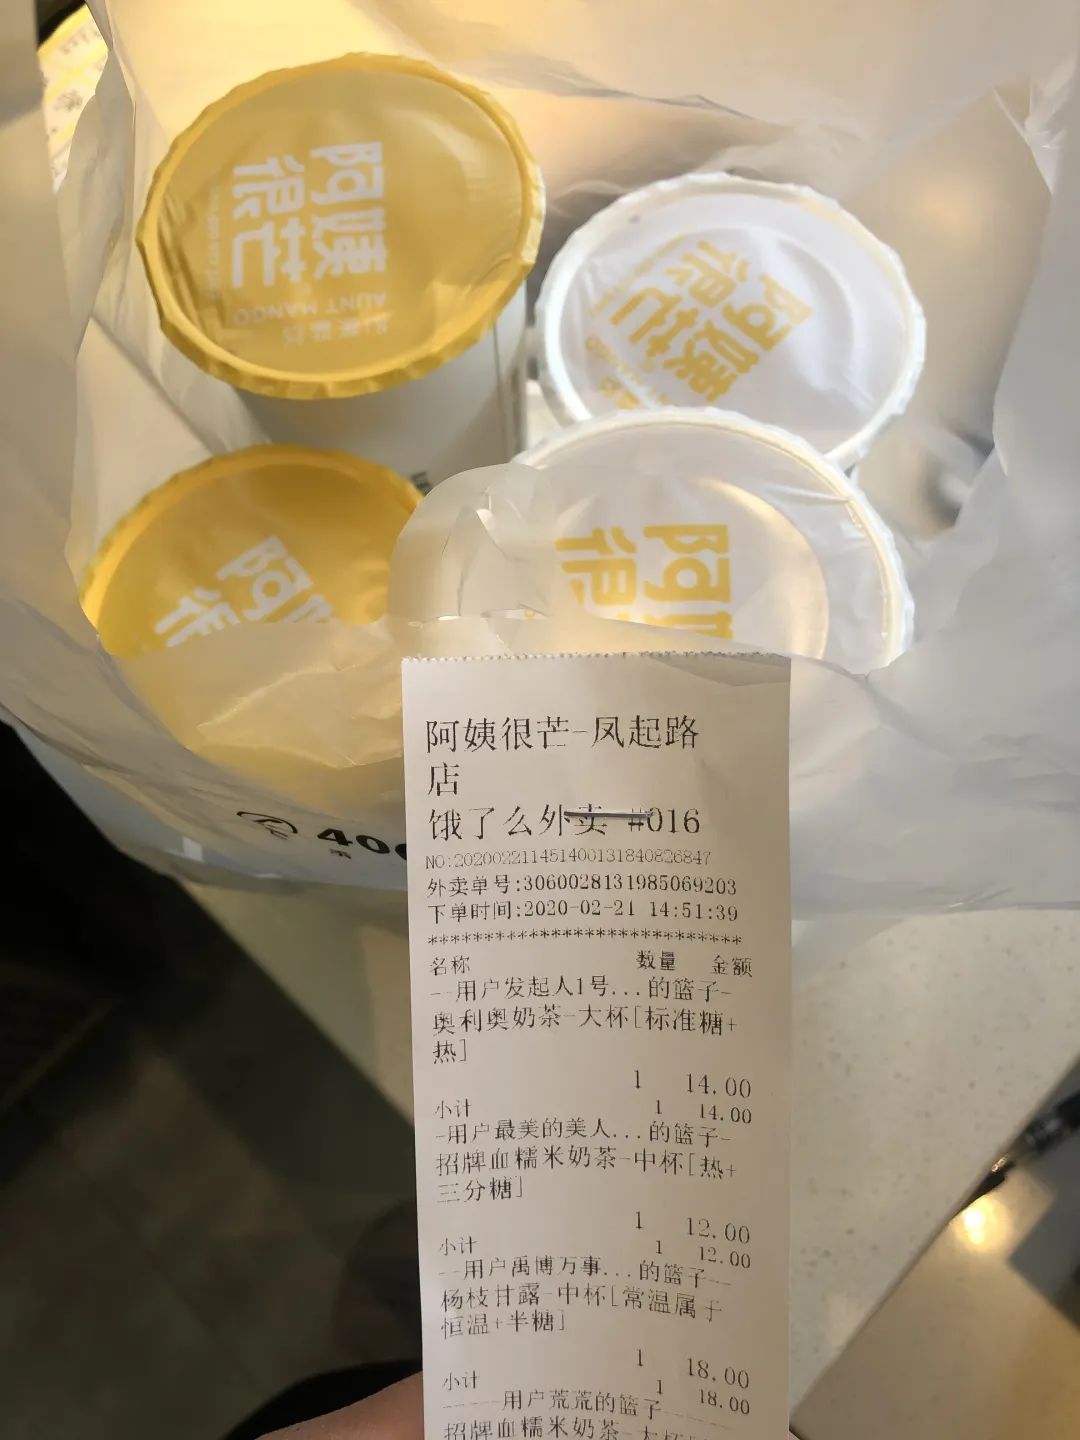 阿姨
很芒
AUNT MANGO
阿姨
很芒
阿姨
很
阿姨
很
400
阿姨很芒-凤起路
店
饿了么外卖 #016
NO:202002211451400131840826847
外卖单号:3060028131985069203
下单时间:2020-02-21 14:51:39
***************************
名称 数量 金额
--用户发起人1号...的篮子-
奥利奥奶茶-大杯[标准糖+
热]
1 14.00
小计 1 14.00
-用户最美的美人...的篮子-
招牌血糯米奶茶-中杯[热+
三分糖]
1 12.00
小计 1 12.00
--用户禹博万事...的篮子--
杨枝甘露-中杯[常温属于
恒温+半糖]
1 18.00
小计 1 18.00
-----用户荒荒的篮子------
招牌血糯米奶茶-大杯